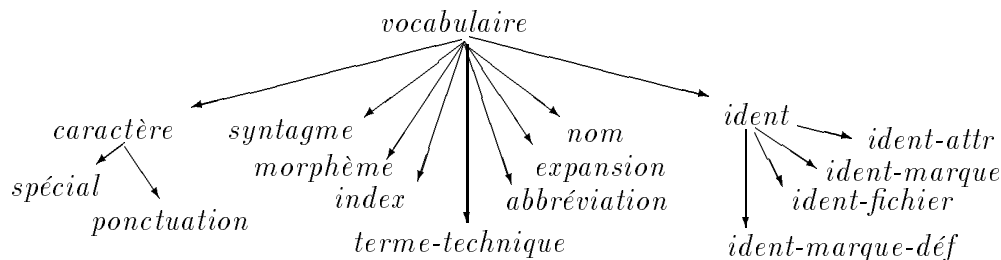 vocabulaire
caractère
syntagme
nom
ident
morphème
expansion
ident-attr
spécial
index
abbréviation
ident-marque
ponctuation
ident-fichier
terme-technique
ident-marque-déf